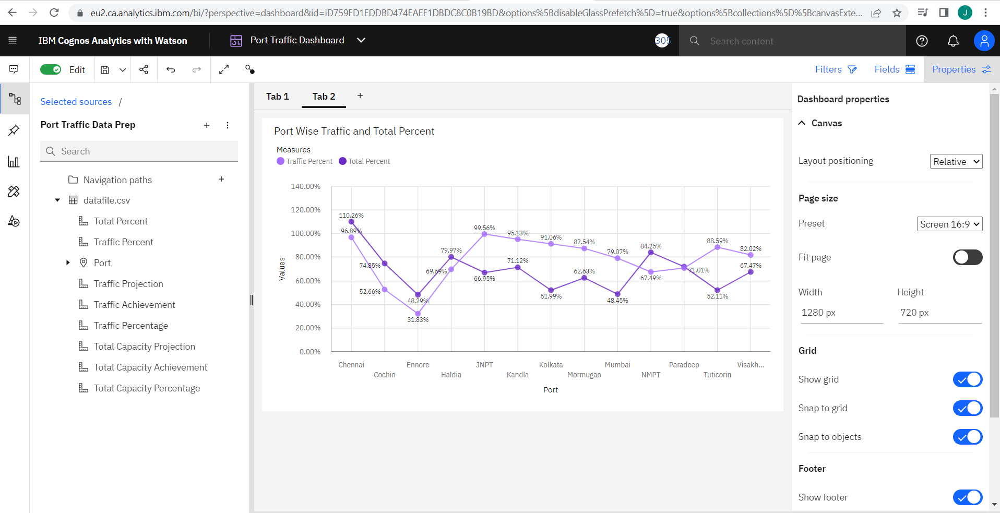 eu2.ca.analytics.ibm.com/bi/?perspective=dashboard&id=iD759FD1EDDBD474EAEF1DBDC8C0B19BD&options%5BdisableGlassPrefetch%5D=true&options%5Bcollections%5D%5BcanvasExte...
J
IBM Cognos Analytics with Watson
Port Traffic Dashboard
305
Search content
Edit
Filters
Fields
Properties
Selected sources /
Port Traffic Data Prep
Search
Navigation paths
datafile.csv
Total Percent
Traffic Percent
Port
Traffic Projection
Traffic Achievement
Traffic Percentage
Total Capacity Projection
Total Capacity Achievement
Total Capacity Percentage
Tab 1
Tab 2
Port Wise Traffic and Total Percent
Measures
Traffic Percent
Total Percent
Values
140.00%
120.00%
100.00%
80.00%
60.00%
40.00%
20.00%
0.00%
110.26%
96.89%
74.85%
52.66%
48.29%
31.83%
79.97%
69.69%
99.56%
66.95%
95.13%
71.12%
91.06%
51.99%
87.54%
62.63%
79.07%
48.45%
84.25%
67.49%
71.01%
88.59%
52.11%
82.02%
67.47%
Chennai
Cochin
Ennore
Haldia
JNPT
Kandla
Kolkata
Mormugao
Mumbai
NMPT
Paradeep
Tuticorin
Visakh...
Port
Dashboard properties
Canvas
Layout positioning
Relative
Page size
Preset
Screen 16:9
Fit page
Width
Height
1280 px
720 px
Grid
Show grid
Snap to grid
Snap to objects
Footer
Show footer